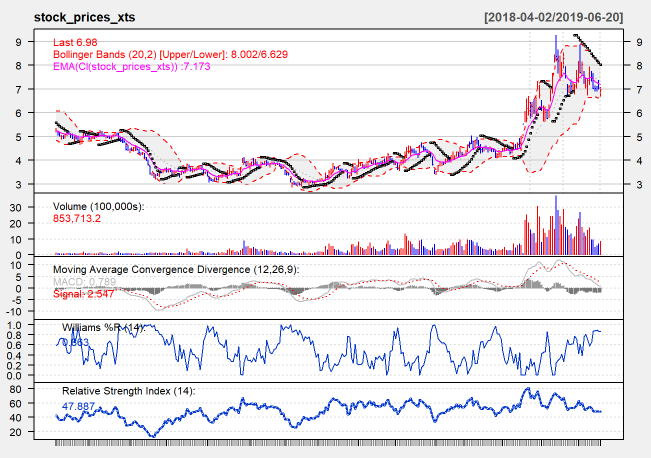 stock_prices_xts [2018-04-02/2019-06-20]
Last 6.98
Bollinger Bands (20,2) [Upper/Lower]: 8.002/6.629
EMA(Cl(stock_prices_xts)) :7.173
9 9
8 8
7 7
6 6
5 5
4 4
3 3
Volume (100,000s):
853,713.2
30
20
10
0
Moving Average Convergence Divergence (12,26,9):
MACD: 0.789
Signal: 2.547
10
5
0
-5
-10
Williams %R (14):
0.863
1.0
0.8
0.6
0.4
0.2
0.0
Relative Strength Index (14):
47.887
80
60
40
20